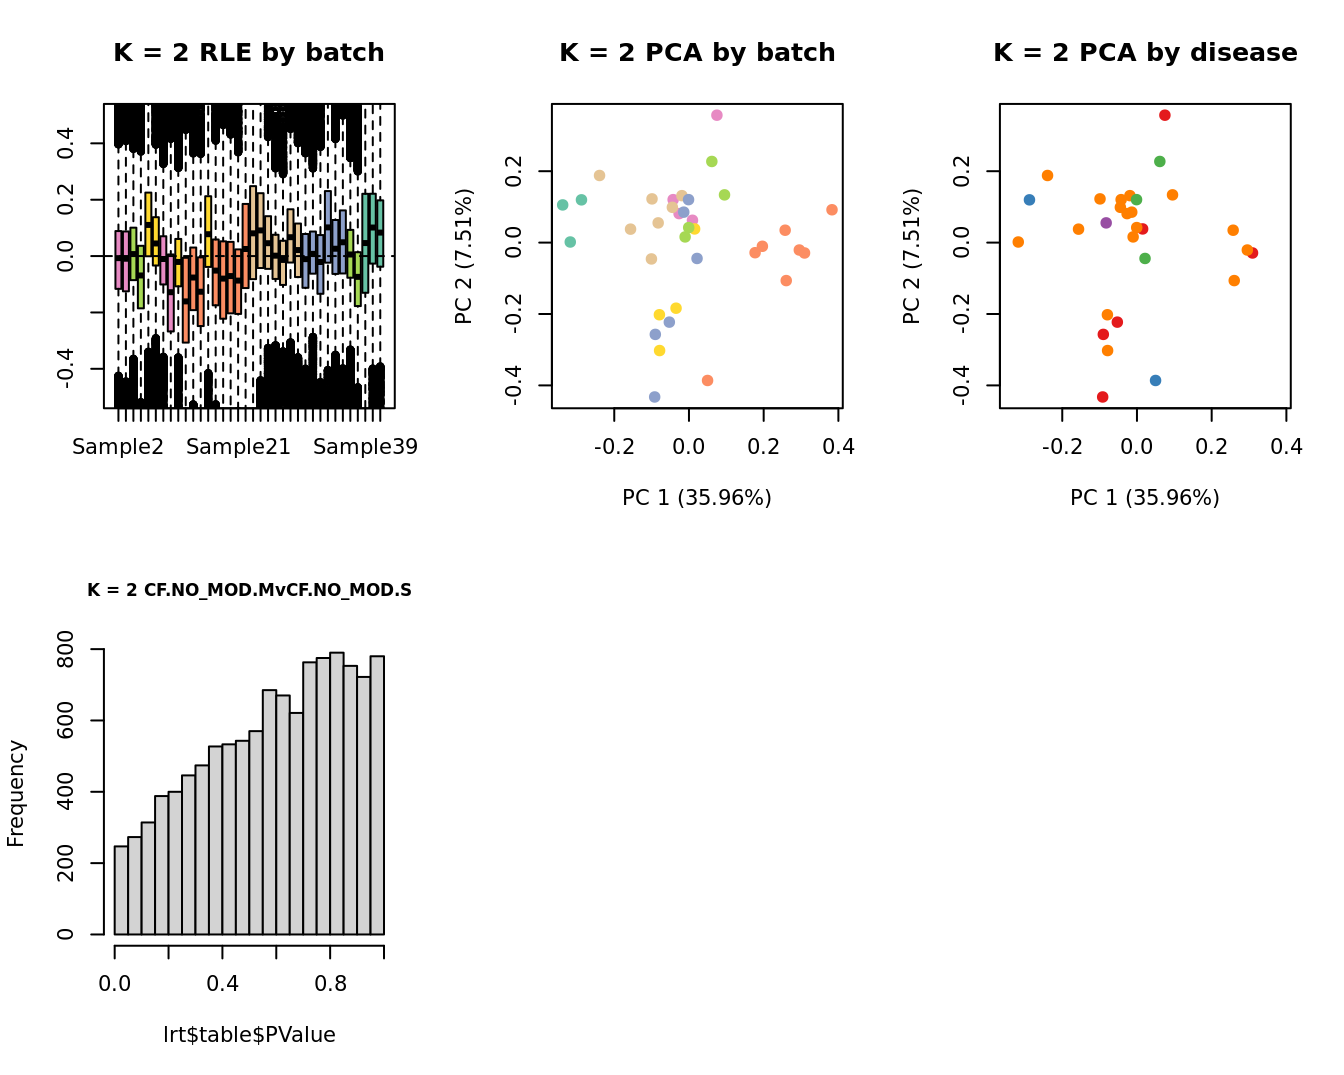 K = 2 RLE by batch
K = 2 PCA by batch
K = 2 PCA by disease
0.4
0.2
0.0
-0.4
Sample2
Sample21
Sample39
PC 2 (7.51%)
0.2
0.0
-0.2
-0.4
-0.2
0.0
0.2
0.4
PC 1 (35.96%)
PC 2 (7.51%)
0.2
0.0
-0.2
-0.4
-0.2
0.0
0.2
0.4
PC 1 (35.96%)
K = 2 CF.NO_MOD.MvCF.NO_MOD.S
Frequency
800
600
400
200
0
0.0
0.4
0.8
lrt$table$PValue